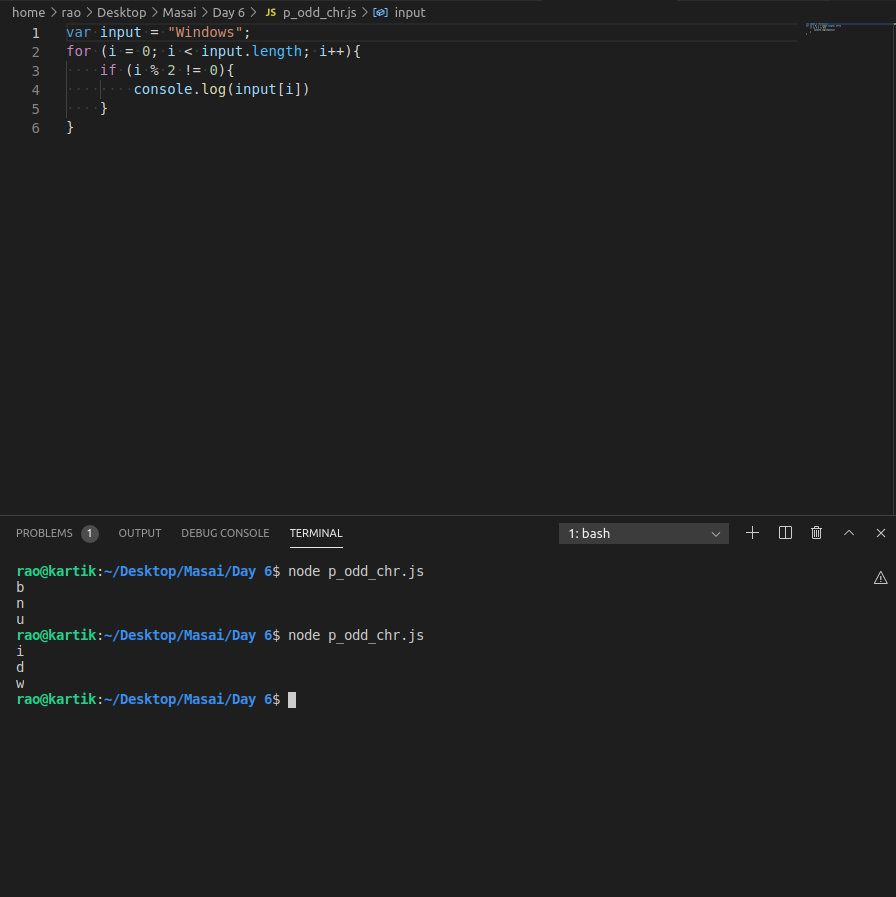 home > rao > Desktop > Masai > Day 6 > JS p_odd_chr.js > input
1 var input = "Windows";
2 for (i = 0; i < input.length; i++){
3     if (i % 2 != 0){
4         console.log(input[i])
5     }
6 }
PROBLEMS 1 OUTPUT DEBUG CONSOLE TERMINAL 1: bash
rao@kartik:~/Desktop/Masai/Day 6$ node p_odd_chr.js
b
n
u
rao@kartik:~/Desktop/Masai/Day 6$ node p_odd_chr.js
i
d
w
rao@kartik:~/Desktop/Masai/Day 6$